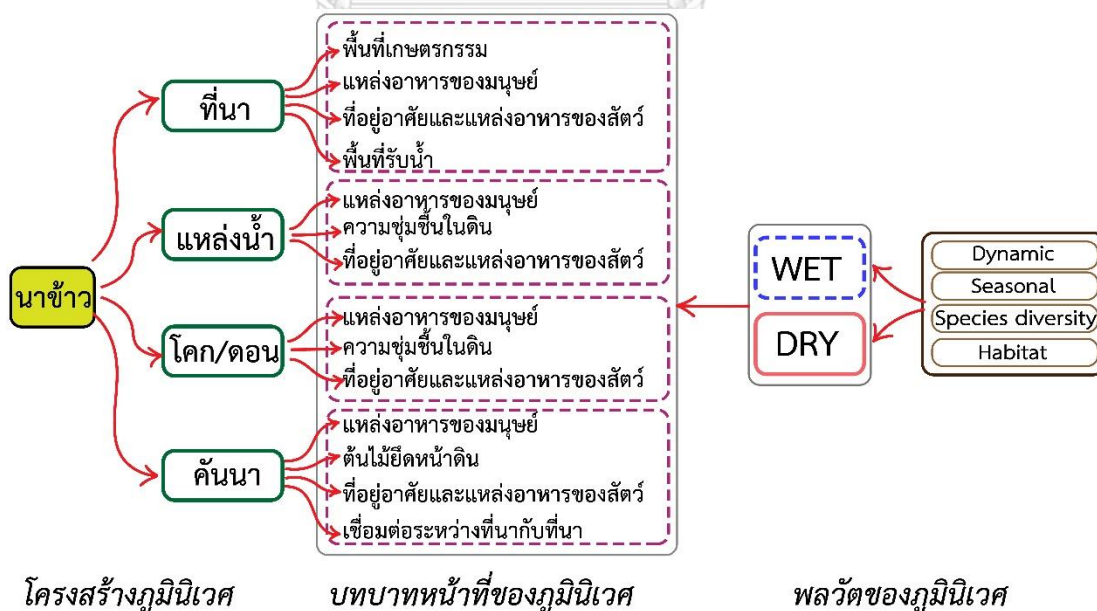 นาข้าว
ที่นา
พื้นที่เกษตรกรรม
แหล่งอาหารของมนุษย์
ที่อยู่อาศัยและแหล่งอาหารของสัตว์
พื้นที่รับน้ำ
แหล่งน้ำ
แหล่งอาหารของมนุษย์
ความชุ่มชื้นในดิน
ที่อยู่อาศัยและแหล่งอาหารของสัตว์
โคก/ดอน
แหล่งอาหารของมนุษย์
ความชุ่มชื้นในดิน
ที่อยู่อาศัยและแหล่งอาหารของสัตว์
คันนา
แหล่งอาหารของมนุษย์
ต้นไม้ยึดหน้าดิน
ที่อยู่อาศัยและแหล่งอาหารของสัตว์
เชื่อมต่อระหว่างที่นากับที่นา
WET
DRY
Dynamic
Seasonal
Species diversity
Habitat
โครงสร้างภูมินิเวศ
บทบาทหน้าที่ของภูมินิเวศ
พลวัตของภูมินิเวศ